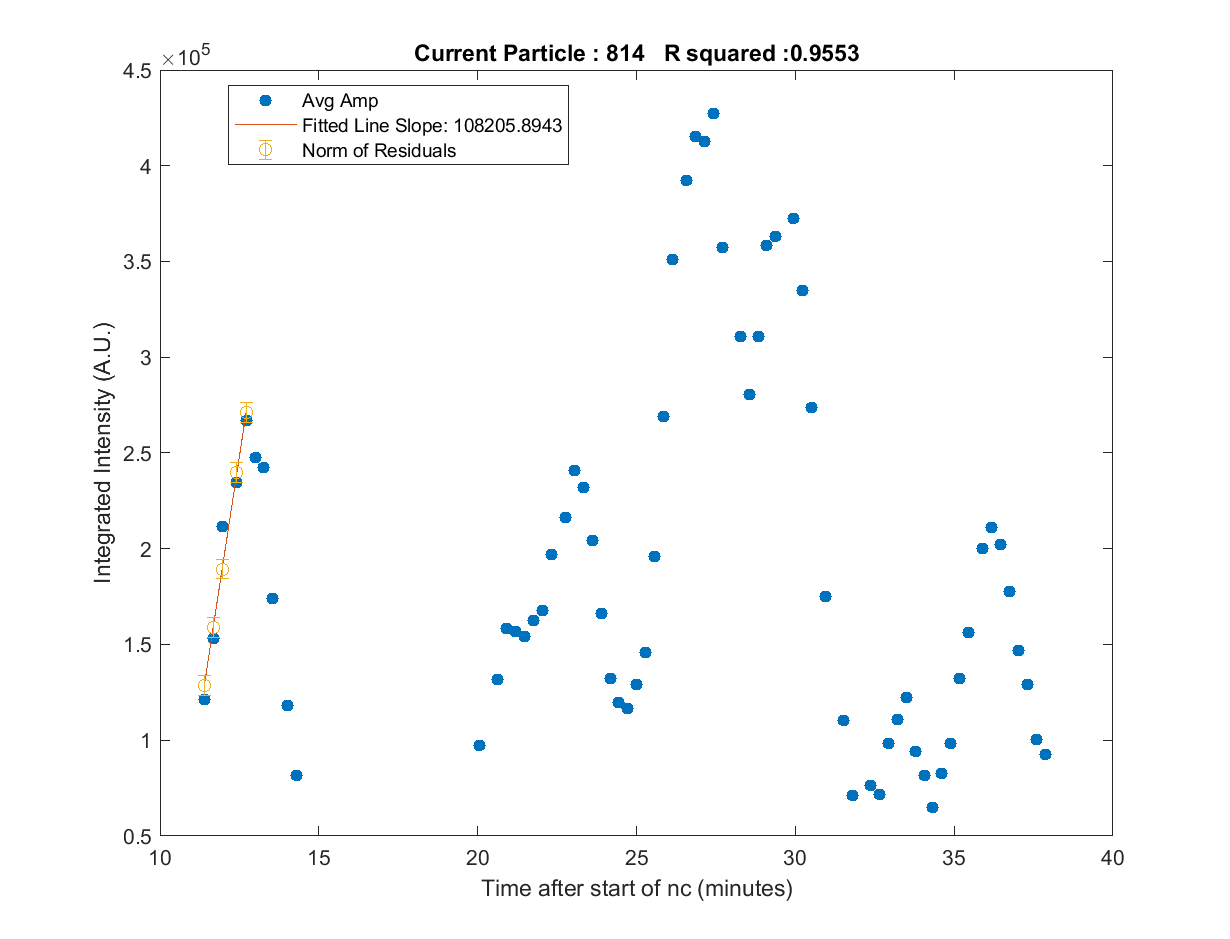 Current Particle : 814 R squared :0.9553
×10^5
4.5
4
3.5
3
2.5
2
1.5
1
0.5
Integrated Intensity (A.U.)
Avg Amp
Fitted Line Slope: 108205.8943
Norm of Residuals
10 15 20 25 30 35 40
Time after start of nc (minutes)